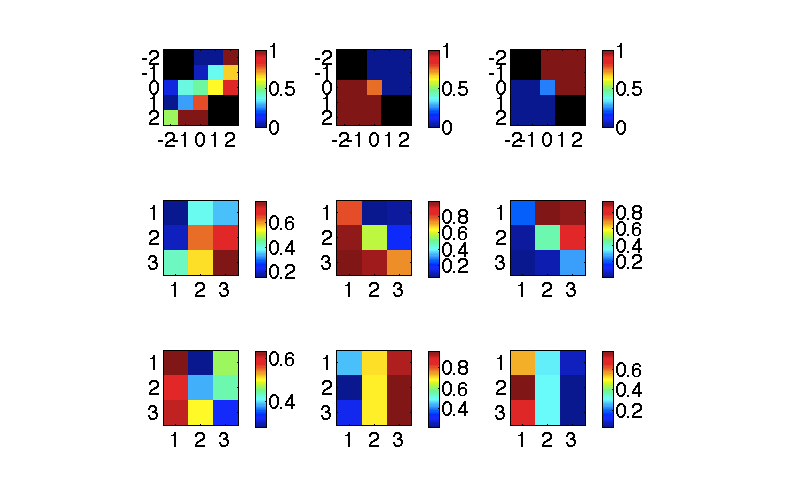 -2 1 -2 1 -2 1
-1 -1 -1
0 0.5 0 0.5 0 0.5
1 1 1
2 0 2 0 2 0
-2 -1 0 1 2 -2 -1 0 1 2 -2 -1 0 1 2
1 0.6 1 0.8 1 0.8
2 0.4 2 0.6 2 0.6
0.4 0.4
3 0.2 3 0.2 3 0.2
1 2 3 1 2 3 1 2 3
1 0.6 1 0.8 1 0.6
2 2 0.6 2 0.4
3 0.4 3 0.4 3 0.2
1 2 3 1 2 3 1 2 3